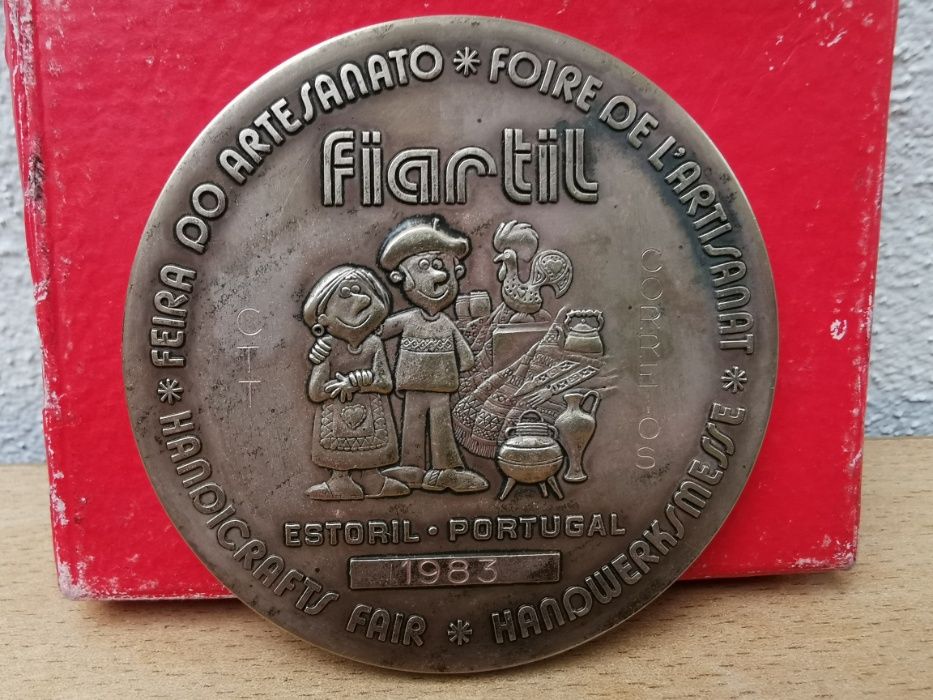 FEIRA DO ARTESANATO * FOIRE DE L'ARTISANAT * HANDWERKSMESSE * HANDICRAFTS FAIR *
fiartil
CTT
CORREIOS
ESTORIL · PORTUGAL
1983